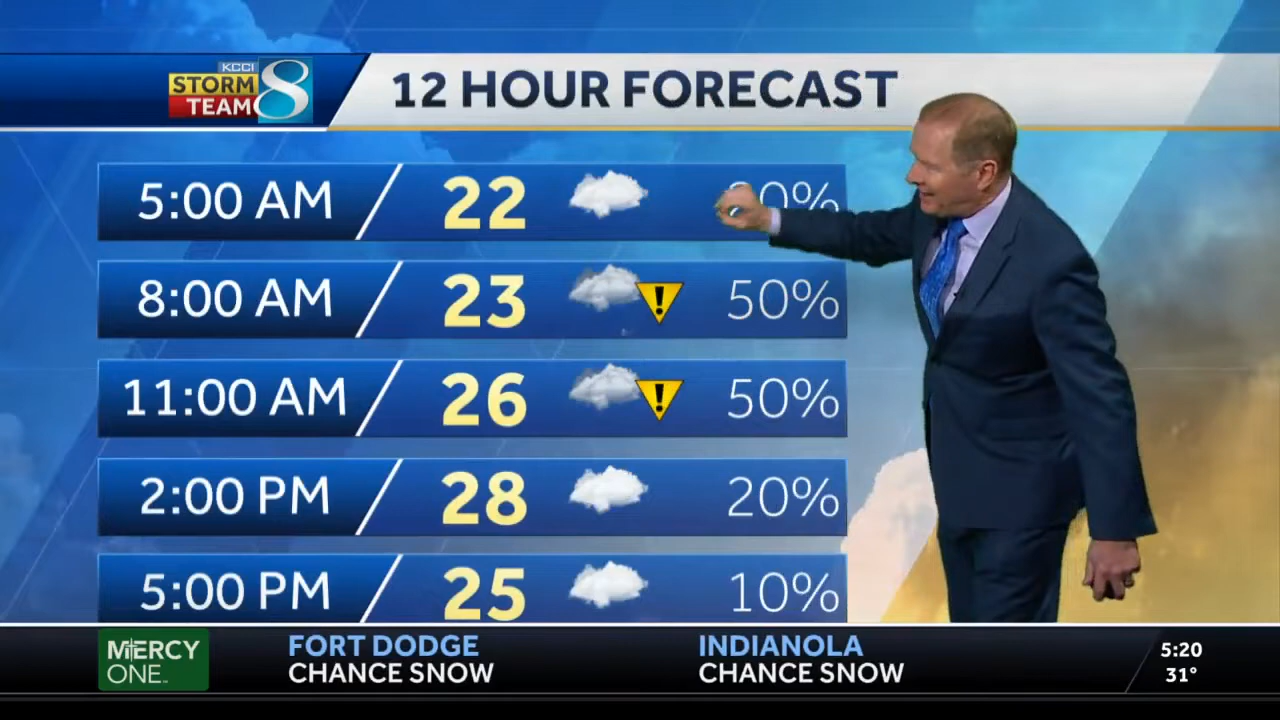 KCCI
STORM
TEAM 8
12 HOUR FORECAST
5:00 AM 22
8:00 AM 23 50%
11:00 AM 26 50%
2:00 PM 28 20%
5:00 PM 25 10%
MERCY
ONE
FORT DODGE
CHANCE SNOW
INDIANOLA
CHANCE SNOW
5:20
31°